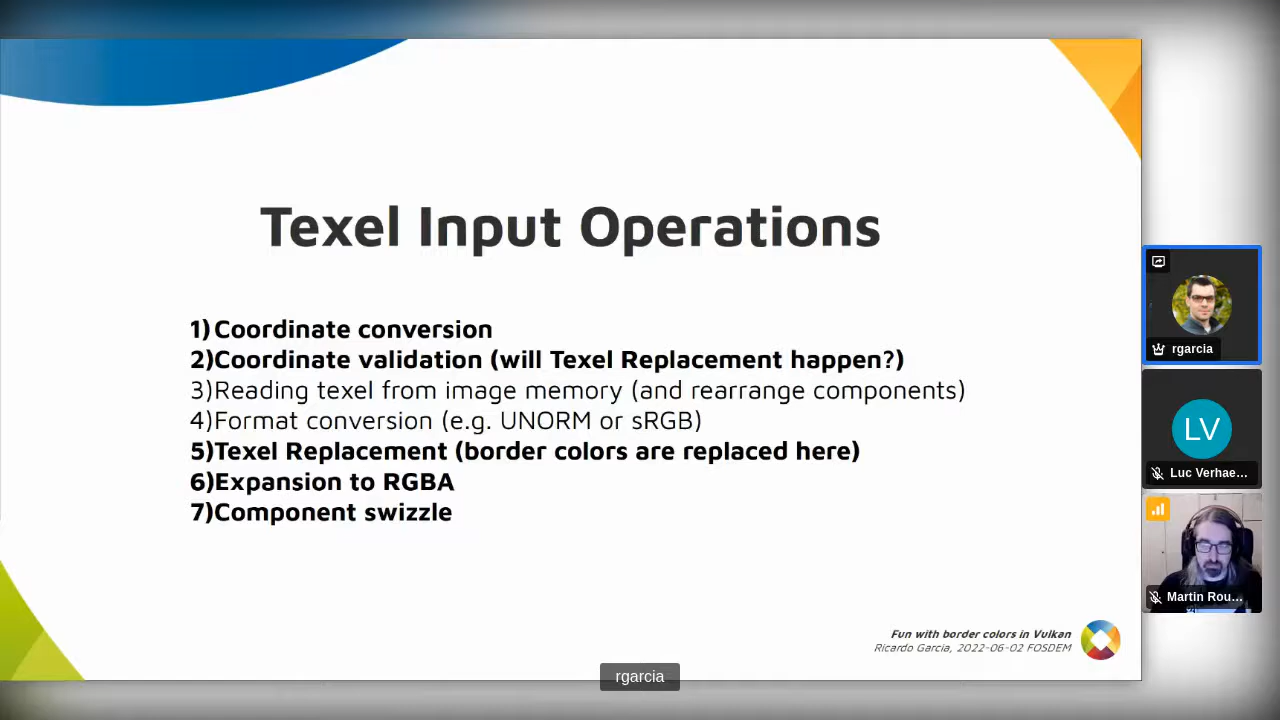 Texel Input Operations
1)Coordinate conversion
2)Coordinate validation (will Texel Replacement happen?)
3)Reading texel from image memory (and rearrange components)
4)Format conversion (e.g. UNORM or sRGB)
5)Texel Replacement (border colors are replaced here)
6)Expansion to RGBA
7)Component swizzle
Fun with border colors in Vulkan
Ricardo Garcia, 2022-06-02 FOSDEM
rgarcia
rgarcia
LV
Luc Verhae...
Martin Rou...